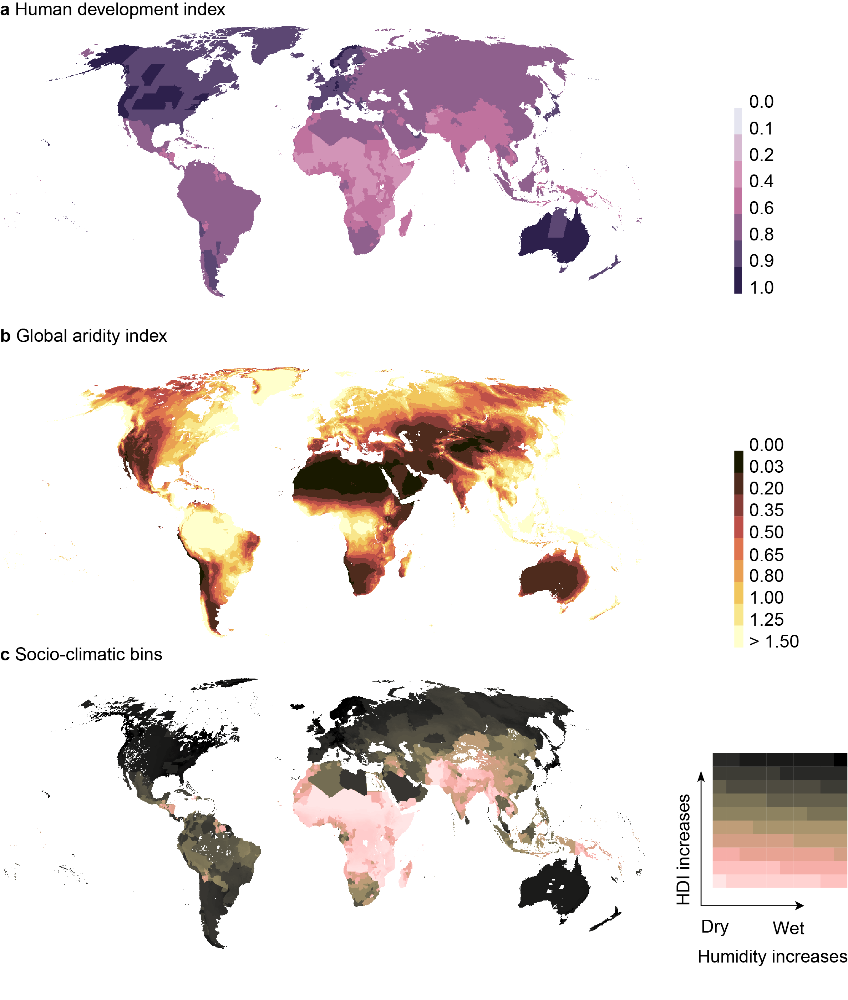 a Human development index
0.0
0.1
0.2
0.4
0.6
0.8
0.9
1.0
b Global aridity index
0.00
0.03
0.20
0.35
0.50
0.65
0.80
1.00
1.25
> 1.50
c Socio-climatic bins
HDI increases
Dry
Wet
Humidity increases